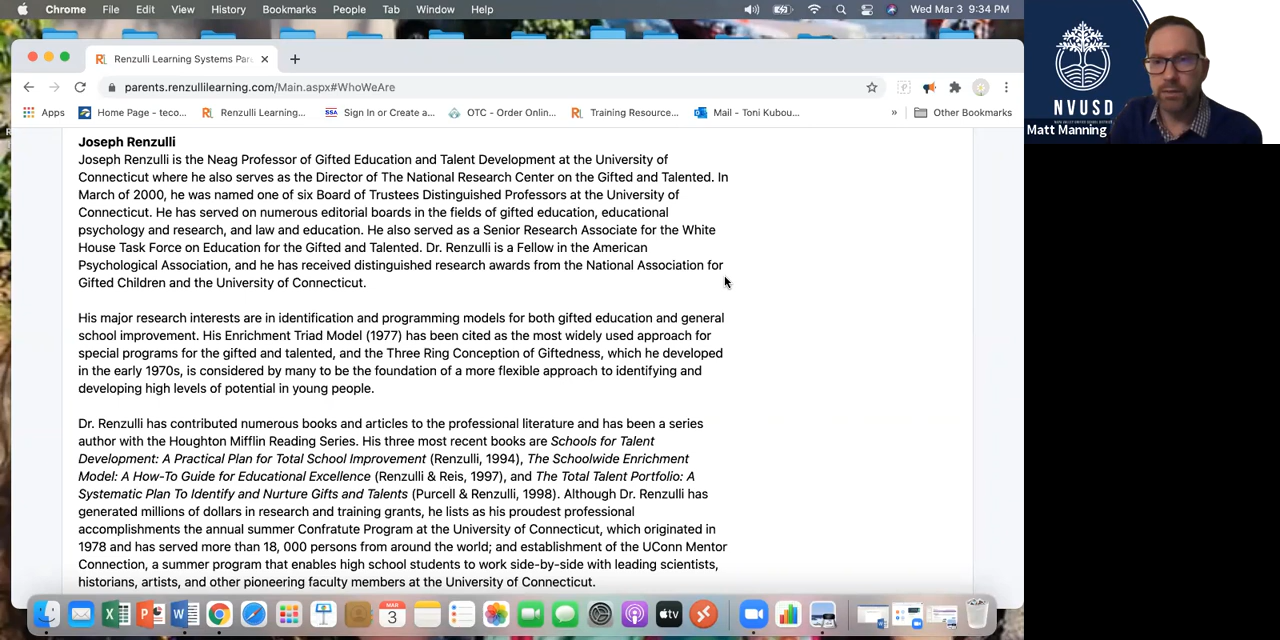 Chrome File Edit View History Bookmarks People Tab Window Help Wed Mar 3 9:34 PM
Renzulli Learning Systems Par
parents.renzullilearning.com/Main.aspx#WhoWeAre
Apps Home Page - teco... Renzulli Learning... SSA Sign In or Create a... OTC - Order Onlin... Training Resource... Mail - Toni Kubou... » Other Bookmarks
NVUSD
Matt Manning
Joseph Renzulli
Joseph Renzulli is the Neag Professor of Gifted Education and Talent Development at the University of
Connecticut where he also serves as the Director of The National Research Center on the Gifted and Talented. In
March of 2000, he was named one of six Board of Trustees Distinguished Professors at the University of
Connecticut. He has served on numerous editorial boards in the fields of gifted education, educational
psychology and research, and law and education. He also served as a Senior Research Associate for the White
House Task Force on Education for the Gifted and Talented. Dr. Renzulli is a Fellow in the American
Psychological Association, and he has received distinguished research awards from the National Association for
Gifted Children and the University of Connecticut.
His major research interests are in identification and programming models for both gifted education and general
school improvement. His Enrichment Triad Model (1977) has been cited as the most widely used approach for
special programs for the gifted and talented, and the Three Ring Conception of Giftedness, which he developed
in the early 1970s, is considered by many to be the foundation of a more flexible approach to identifying and
developing high levels of potential in young people.
Dr. Renzulli has contributed numerous books and articles to the professional literature and has been a series
author with the Houghton Mifflin Reading Series. His three most recent books are Schools for Talent
Development: A Practical Plan for Total School Improvement (Renzulli, 1994), The Schoolwide Enrichment
Model: A How-To Guide for Educational Excellence (Renzulli & Reis, 1997), and The Total Talent Portfolio: A
Systematic Plan To Identify and Nurture Gifts and Talents (Purcell & Renzulli, 1998). Although Dr. Renzulli has
generated millions of dollars in research and training grants, he lists as his proudest professional
accomplishments the annual summer Confratute Program at the University of Connecticut, which originated in
1978 and has served more than 18, 000 persons from around the world; and establishment of the UConn Mentor
Connection, a summer program that enables high school students to work side-by-side with leading scientists,
historians, artists, and other pioneering faculty members at the University of Connecticut.
MAR
3
tv